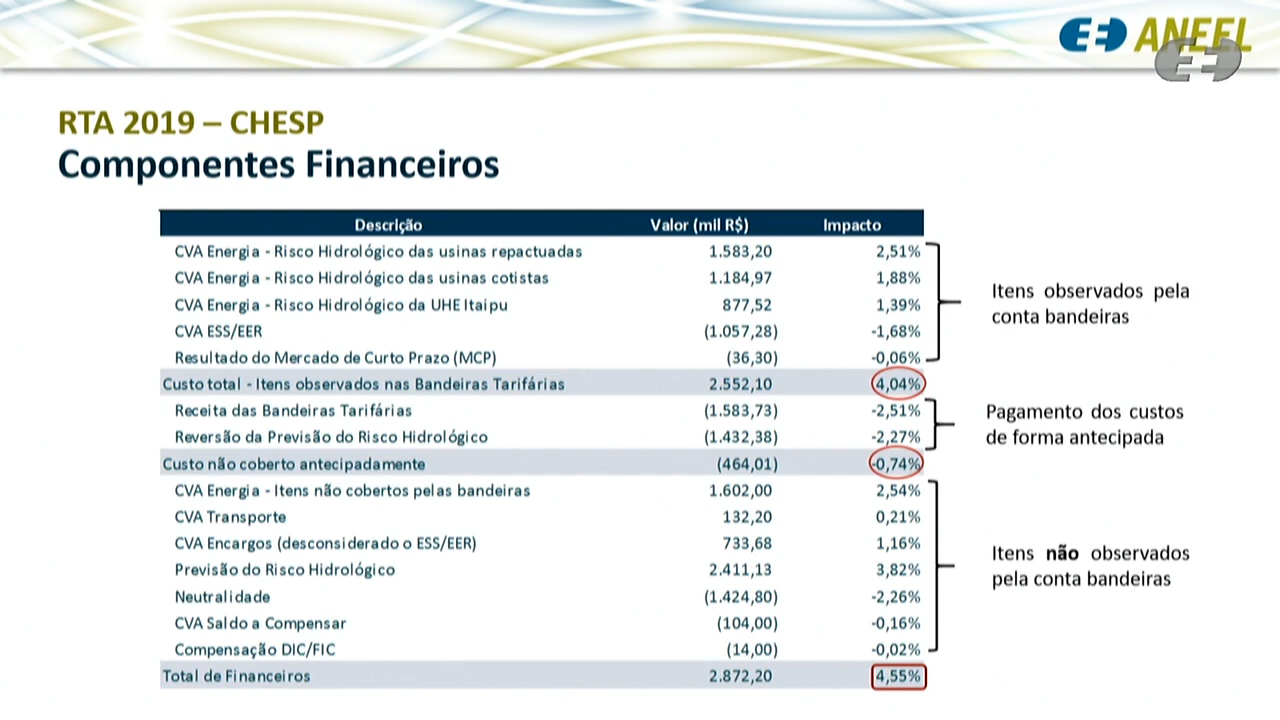 ANEEL
RTA 2019 – CHESP
Componentes Financeiros
Descrição Valor (mil R$) Impacto
CVA Energia - Risco Hidrológico das usinas repactuadas 1.583,20 2,51%
CVA Energia - Risco Hidrológico das usinas cotistas 1.184,97 1,88%
CVA Energia - Risco Hidrológico da UHE Itaipu 877,52 1,39%
CVA ESS/EER (1.057,28) -1,68%
Resultado do Mercado de Curto Prazo (MCP) (36,30) -0,06%
Itens observados pela
conta bandeiras
Custo total - Itens observados nas Bandeiras Tarifárias 2.552,10 4,04%
Receita das Bandeiras Tarifárias (1.583,73) -2,51%
Reversão da Previsão do Risco Hidrológico (1.432,38) -2,27%
Pagamento dos custos
de forma antecipada
Custo não coberto antecipadamente (464,01) -0,74%
CVA Energia - Itens não cobertos pelas bandeiras 1.602,00 2,54%
CVA Transporte 132,20 0,21%
CVA Encargos (desconsiderado o ESS/EER) 733,68 1,16%
Previsão do Risco Hidrológico 2.411,13 3,82%
Neutralidade (1.424,80) -2,26%
CVA Saldo a Compensar (104,00) -0,16%
Compensação DIC/FIC (14,00) -0,02%
Itens não observados
pela conta bandeiras
Total de Financeiros 2.872,20 4,55%